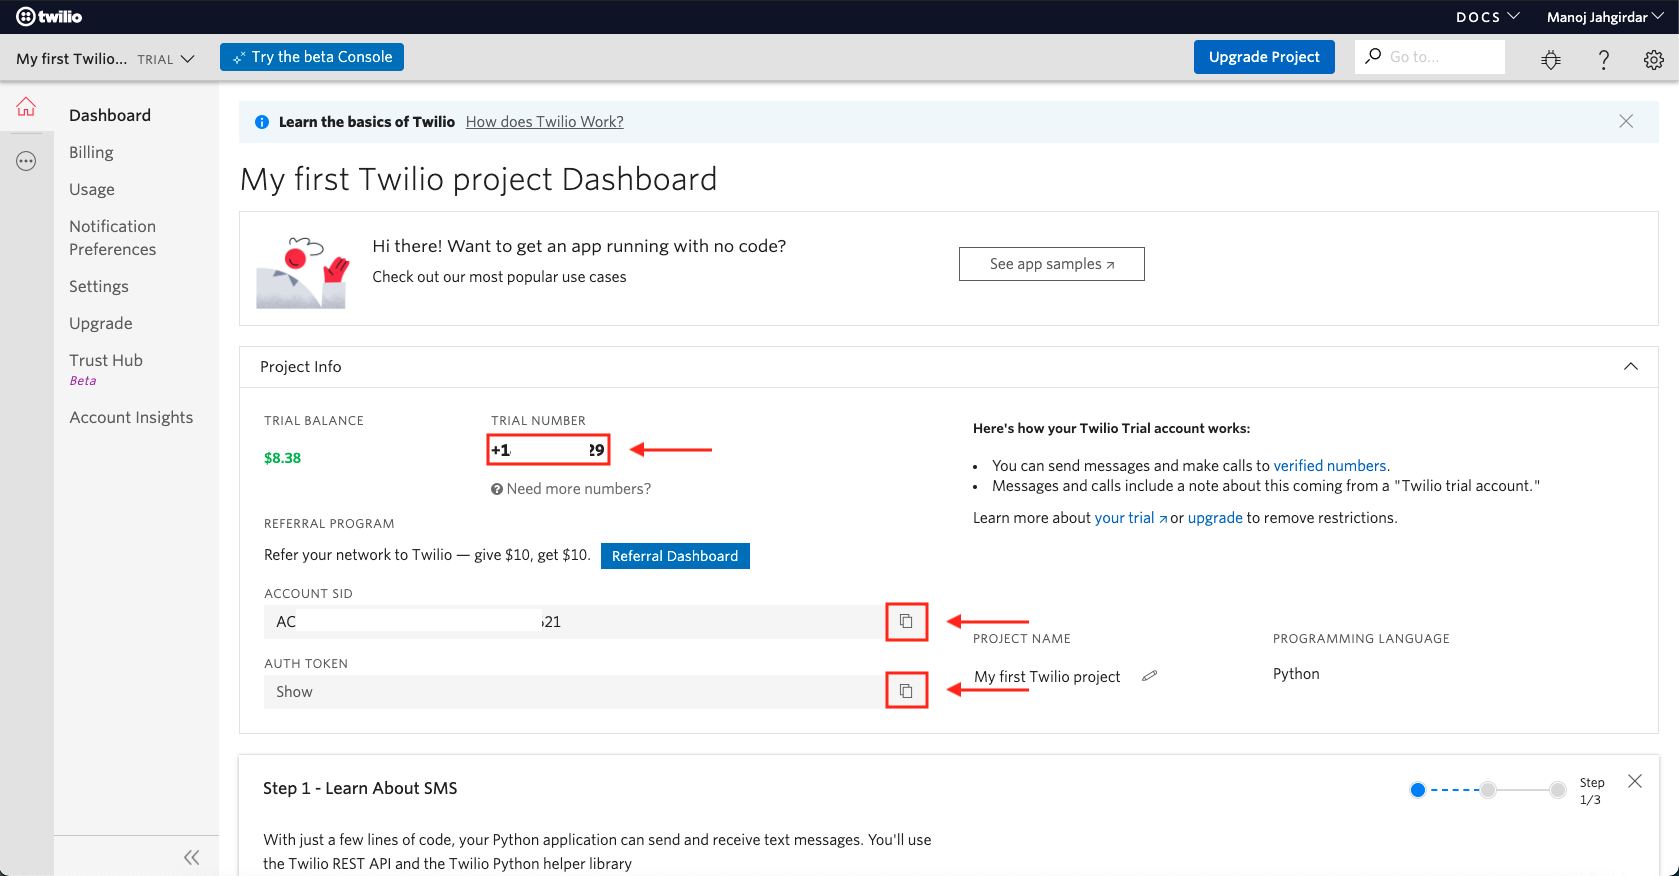 twilio
DOCS
Manoj Jahgirdar
My first Twilio... TRIAL
Try the beta Console
Upgrade Project
Go to...
Dashboard
Billing
Usage
Notification
Preferences
Settings
Upgrade
Trust Hub
Beta
Account Insights
Learn the basics of Twilio How does Twilio Work?
My first Twilio project Dashboard
Hi there! Want to get an app running with no code?
Check out our most popular use cases
See app samples
Project Info
TRIAL BALANCE
$8.38
TRIAL NUMBER
+1 29
Need more numbers?
Here's how your Twilio Trial account works:
• You can send messages and make calls to verified numbers.
• Messages and calls include a note about this coming from a "Twilio trial account."
Learn more about your trial or upgrade to remove restrictions.
REFERRAL PROGRAM
Refer your network to Twilio — give $10, get $10. Referral Dashboard
ACCOUNT SID
AC 621
AUTH TOKEN
Show
PROJECT NAME
My first Twilio project
PROGRAMMING LANGUAGE
Python
Step 1 - Learn About SMS
Step
1/3
With just a few lines of code, your Python application can send and receive text messages. You'll use
the Twilio REST API and the Twilio Python helper library